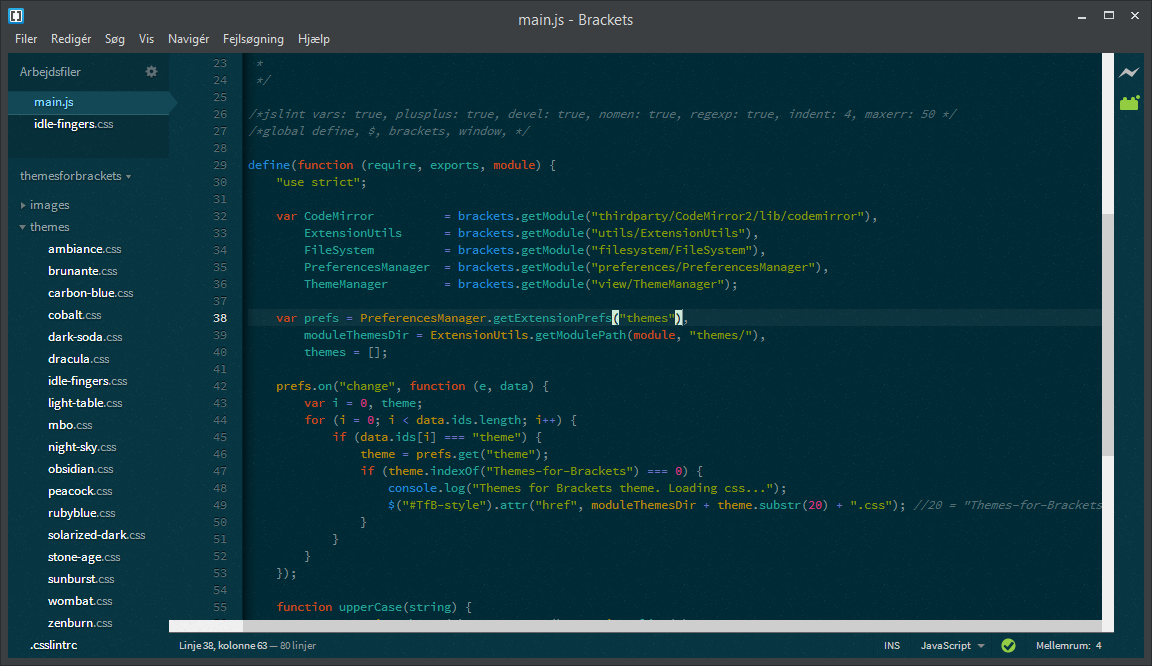 main.js - Brackets
Filer Redigér Søg Vis Navigér Fejlsøgning Hjælp
Arbejdsfiler
main.js
idle-fingers.css
themesforbrackets
images
themes
ambiance.css
brunante.css
carbon-blue.css
cobalt.css
dark-soda.css
dracula.css
idle-fingers.css
light-table.css
mbo.css
night-sky.css
obsidian.css
peacock.css
rubyblue.css
solarized-dark.css
stone-age.css
sunburst.css
wombat.css
zenburn.css
.csslintrc
23 *
24 */
25
26 /*jslint vars: true, plusplus: true, devel: true, nomen: true, regexp: true, indent: 4, maxerr: 50 */
27 /*global define, $, brackets, window, */
28
29 define(function (require, exports, module) {
30 "use strict";
31
32 var CodeMirror = brackets.getModule("thirdparty/CodeMirror2/lib/codemirror"),
33 ExtensionUtils = brackets.getModule("utils/ExtensionUtils"),
34 FileSystem = brackets.getModule("filesystem/FileSystem"),
35 PreferencesManager = brackets.getModule("preferences/PreferencesManager"),
36 ThemeManager = brackets.getModule("view/ThemeManager");
37
38 var prefs = PreferencesManager.getExtensionPrefs("themes"),
39 moduleThemesDir = ExtensionUtils.getModulePath(module, "themes/"),
40 themes = [];
41
42 prefs.on("change", function (e, data) {
43 var i = 0, theme;
44 for (i = 0; i < data.ids.length; i++) {
45 if (data.ids[i] === "theme") {
46 theme = prefs.get("theme");
47 if (theme.indexOf("Themes-for-Brackets") === 0) {
48 console.log("Themes for Brackets theme. Loading css...");
49 $("#TfB-style").attr("href", moduleThemesDir + theme.substr(20) + ".css"); //20 = "Themes-for-Brackets
50 }
51 }
52 }
53 });
54
55 function upperCase(string) {
Linje 38, kolonne 63 — 80 linjer INS JavaScript Mellemrum: 4